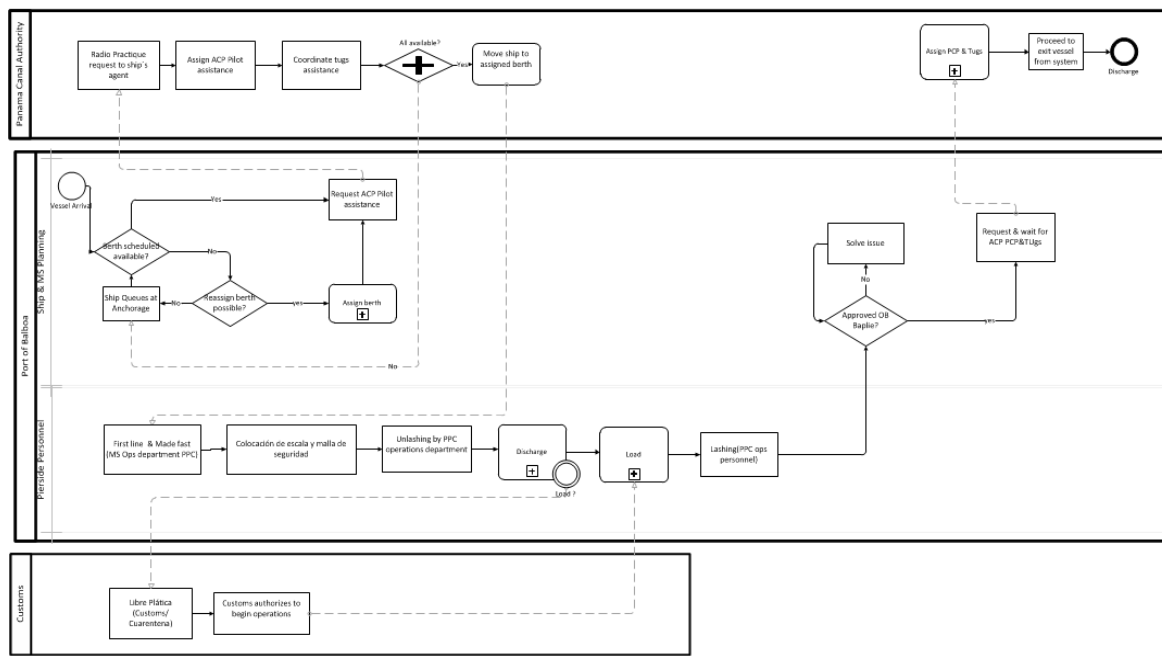 Panama Canal Authority
Radio Practique
request to ship´s
agent
Assign ACP Pilot
assistance
Coordinate tugs
assistance
All available?
Yes
Move ship to
assigned berth
Assign PCP & Tugs
Proceed to
exit vessel
from system
Discharge
Port of Balboa
Ship & MS Planning
Vessel Arrival
Berth scheduled
available?
Yes
No
Request ACP Pilot
assistance
Ship Queues at
Anchorage
No
Reassign berth
possible?
yes
Assign berth
No
Solve issue
No
Approved OB
Baplie?
yes
Request & wait for
ACP PCP&TUgs
Pierside Personnel
First line & Made fast
(MS Ops department PPC)
Colocación de escala y malla de
seguridad
Unlashing by PPC
operations department
Discharge
Load ?
Load
Lashing(PPC ops
personnel)
Customs
Libre Plática
(Customs/
Cuarentena)
Customs authorizes to
begin operations